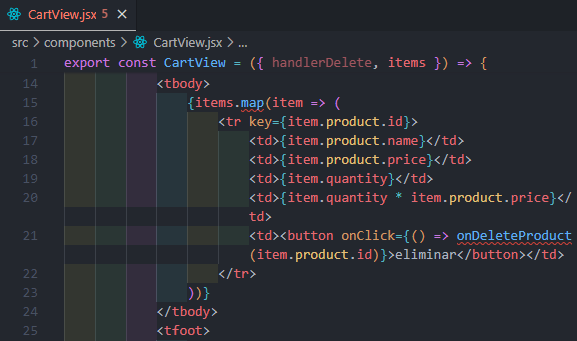 CartView.jsx 5 ×
src > components > CartView.jsx > ...
1 export const CartView = ({ handlerDelete, items }) => {
14 <tbody>
15 {items.map(item => (
16 <tr key={item.product.id}>
17 <td>{item.product.name}</td>
18 <td>{item.product.price}</td>
19 <td>{item.quantity}</td>
20 <td>{item.quantity * item.product.price}</
td>
21 <td><button onClick={() => onDeleteProduct
(item.product.id)}>eliminar</button></td>
22 </tr>
23 ))}
24 </tbody>
25 <tfoot>